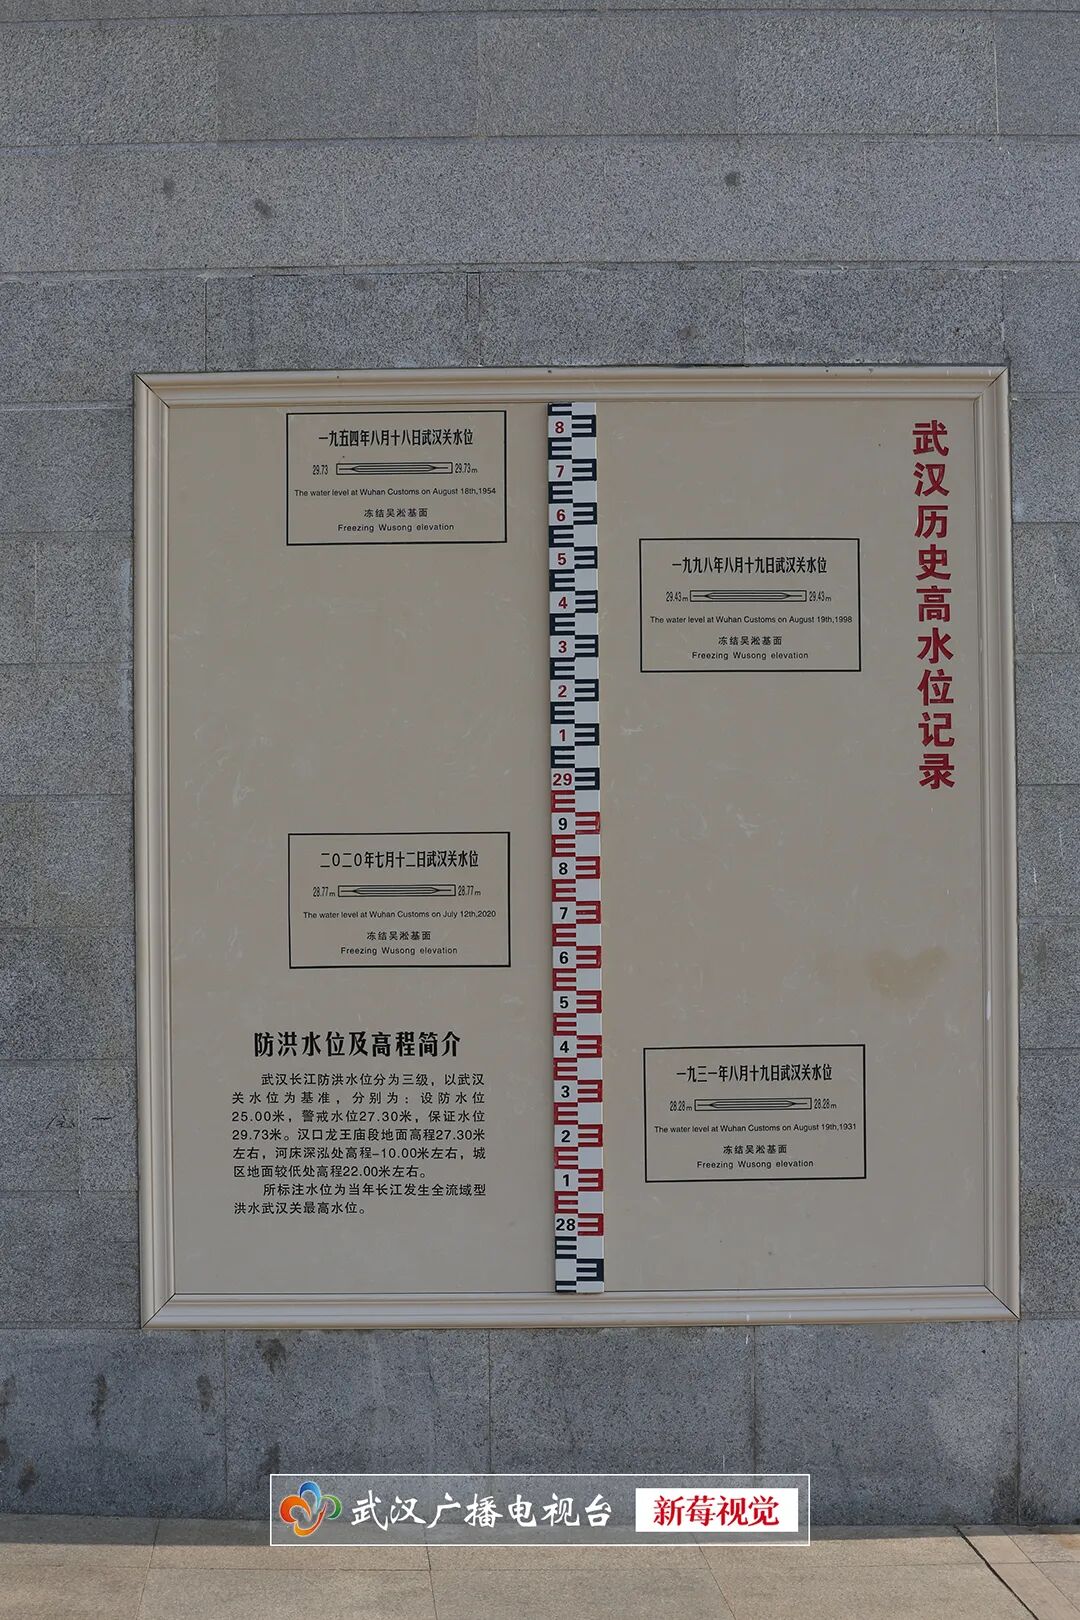 武汉历史高水位记录
一九五四年八月十八日武汉关水位
29.73 29.73m
The water level at Wuhan Customs on August 18th,1954
冻结吴淞基面
Freezing Wusong elevation
一九九八年八月十九日武汉关水位
29.43m 29.43m
The water level at Wuhan Customs on August 19th,1998
冻结吴淞基面
Freezing Wusong elevation
二〇二〇年七月十二日武汉关水位
28.77m 28.77m
The water level at Wuhan Customs on July 12th,2020
冻结吴淞基面
Freezing Wusong elevation
一九三一年八月十九日武汉关水位
28.28m 28.28m
The water level at Wuhan Customs on August 19th,1931
冻结吴淞基面
Freezing Wusong elevation
8
7
6
5
4
3
2
1
29
9
8
7
6
5
4
3
2
1
28
防洪水位及高程简介
武汉长江防洪水位分为三级，以武汉
关水位为基准，分别为：设防水位
25.00米，警戒水位27.30米，保证水位
29.73米。汉口龙王庙段地面高程27.30米
左右，河床深泓处高程-10.00米左右，城
区地面较低处高程22.00米左右。
所标注水位为当年长江发生全流域型
洪水武汉关最高水位。
武汉广播电视台 新莓视觉